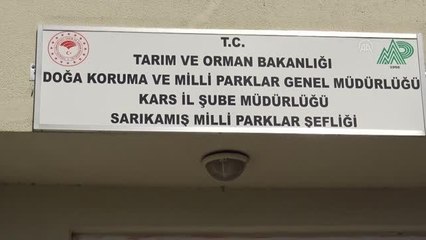 T.C.
TARIM VE ORMAN BAKANLIĞI
DOĞA KORUMA VE MİLLİ PARKLAR GENEL MÜDÜRLÜĞÜ
KARS İL ŞUBE MÜDÜRLÜĞÜ
SARIKAMIŞ MİLLİ PARKLAR ŞEFLİĞİ